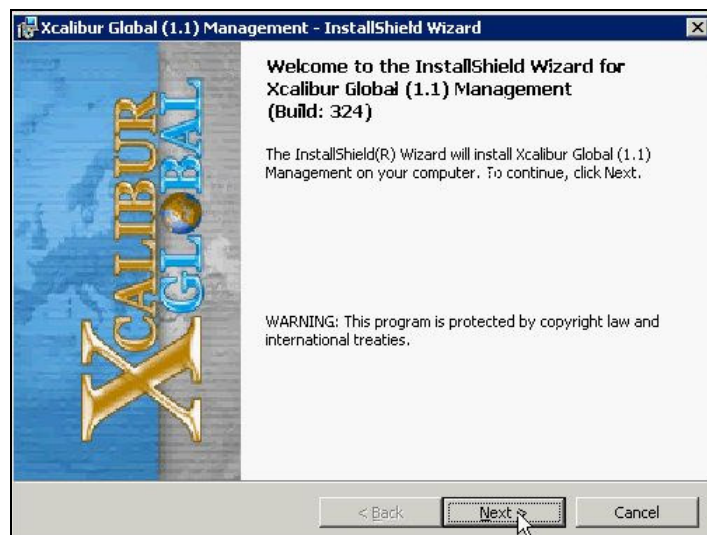 Xcalibur Global (1.1) Management - InstallShield Wizard
Welcome to the InstallShield Wizard for
Xcalibur Global (1.1) Management
(Build: 324)
The InstallShield(R) Wizard will install Xcalibur Global (1.1)
Management on your computer. To continue, click Next.
WARNING: This program is protected by copyright law and
international treaties.
XCALIBUR
GLOBAL
< Back
Next >
Cancel